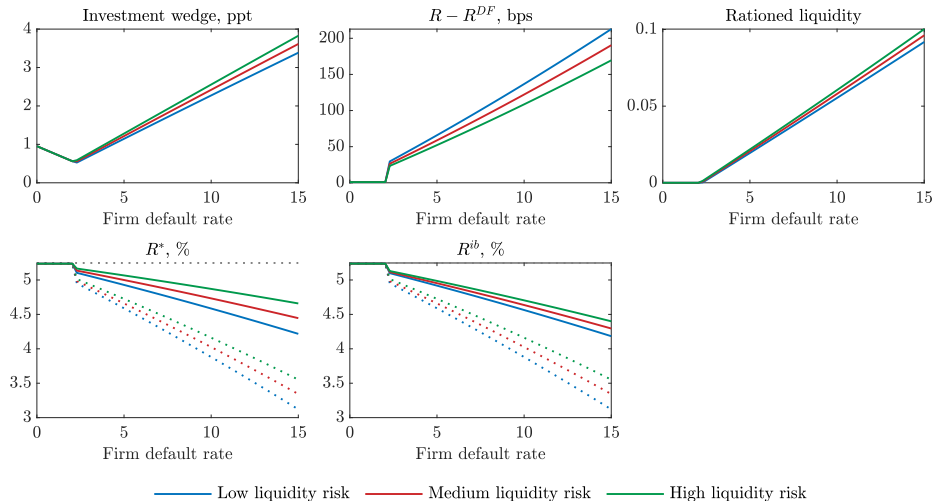 Investment wedge, ppt
4
3
2
1
0
0 5 10 15
Firm default rate
R − R^{DF}, bps
200
150
100
50
0
0 5 10 15
Firm default rate
Rationed liquidity
0.1
0.05
0
0 5 10 15
Firm default rate
R*, %
5
4.5
4
3.5
3
0 5 10 15
Firm default rate
R^{ib}, %
5
4.5
4
3.5
3
0 5 10 15
Firm default rate
Low liquidity risk Medium liquidity risk High liquidity risk